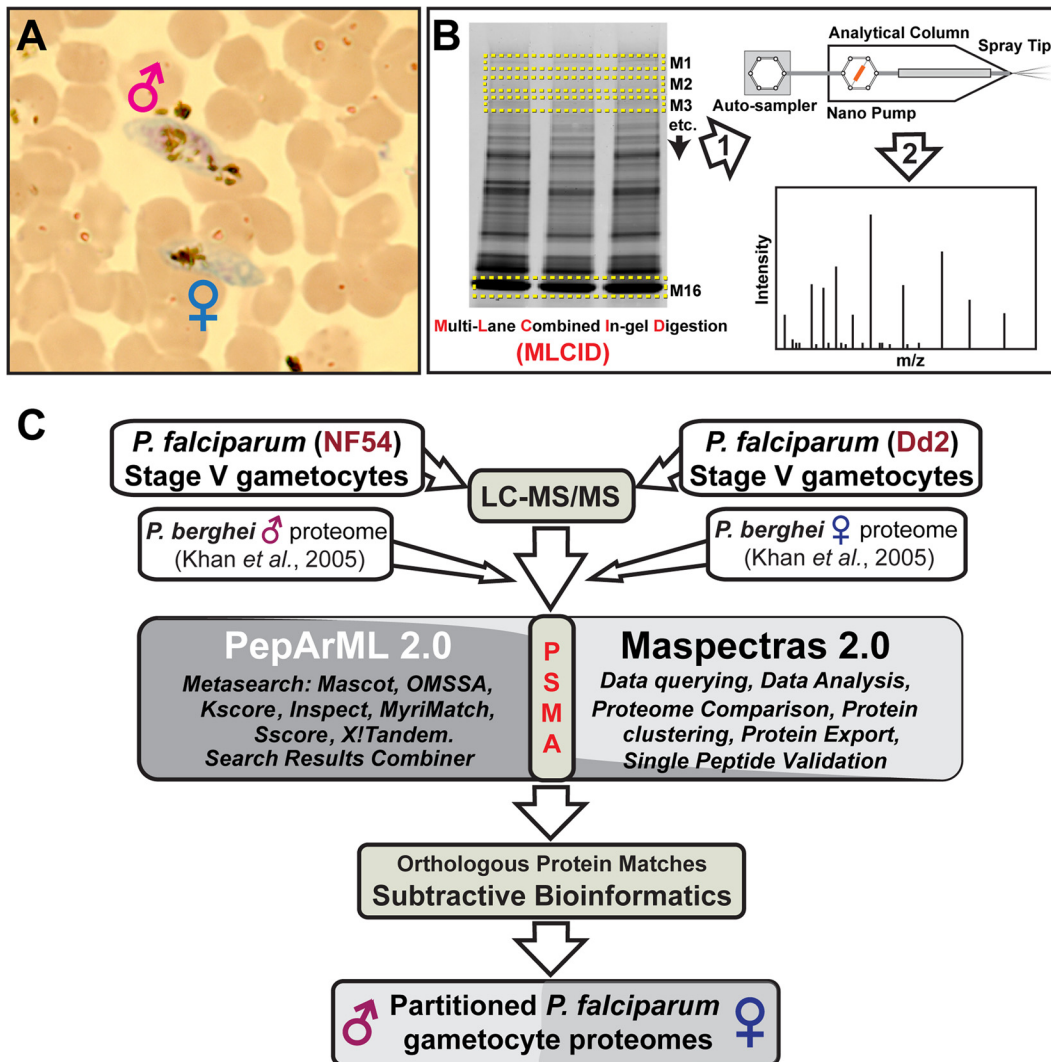 A
♂
♀
B
M1
M2
M3
etc.
M16
Multi-Lane Combined In-gel Digestion
(MLCID)
1
Analytical Column
Spray Tip
Auto-sampler
Nano Pump
2
Intensity
m/z
C
P. falciparum (NF54)
Stage V gametocytes
P. falciparum (Dd2)
Stage V gametocytes
LC-MS/MS
P. berghei ♂ proteome
(Khan et al., 2005)
P. berghei ♀ proteome
(Khan et al., 2005)
PepArML 2.0
Metasearch: Mascot, OMSSA,
Kscore, Inspect, MyriMatch,
Sscore, X!Tandem.
Search Results Combiner
P
S
M
A
Maspectras 2.0
Data querying, Data Analysis,
Proteome Comparison, Protein
clustering, Protein Export,
Single Peptide Validation
Orthologous Protein Matches
Subtractive Bioinformatics
♂ Partitioned P. falciparum ♀
gametocyte proteomes